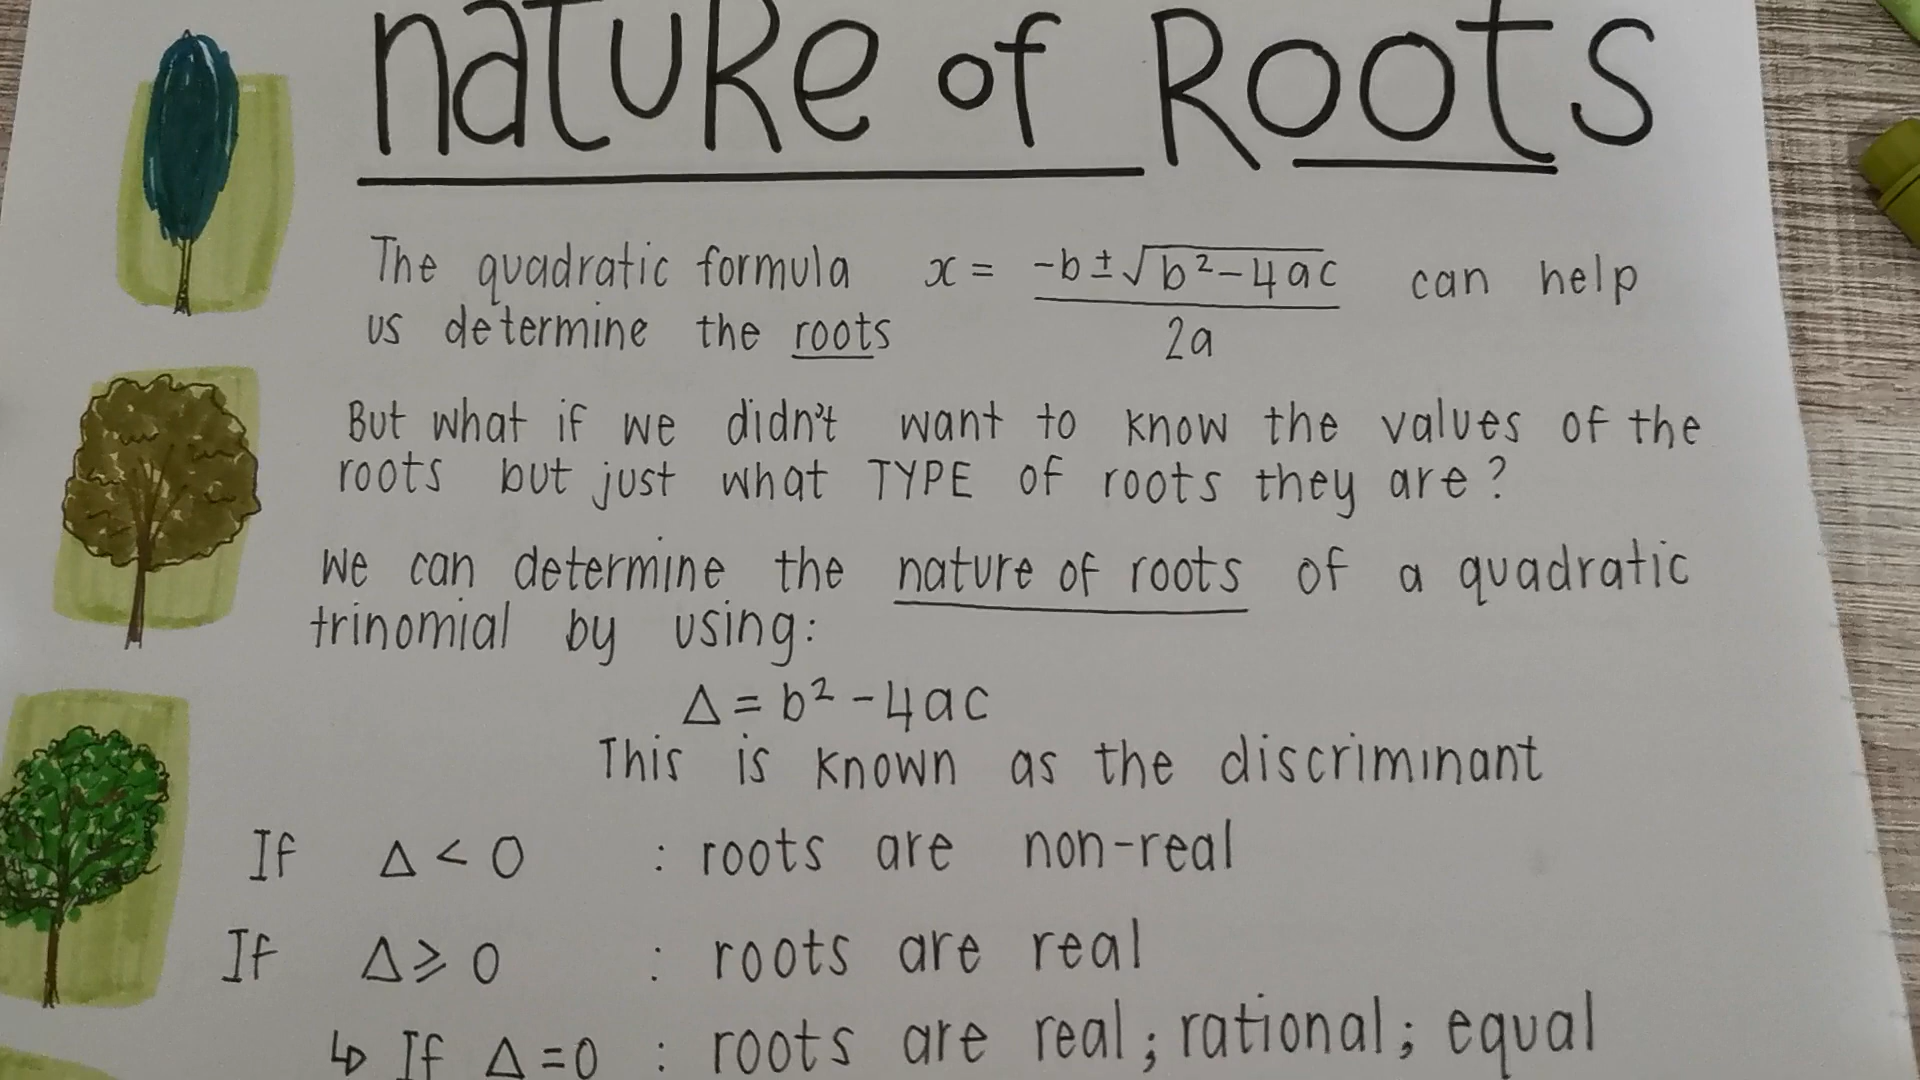 nature of Roots
The quadratic formula x = -b ± √b² - 4ac / 2a can help
us determine the roots
But what if we didn't want to know the values of the
roots but just what TYPE of roots they are?
We can determine the nature of roots of a quadratic
trinomial by using:
Δ = b² - 4ac
This is known as the discriminant
If Δ < 0 : roots are non-real
If Δ ⩾ 0 : roots are real
↳ If Δ = 0 : roots are real; rational; equal